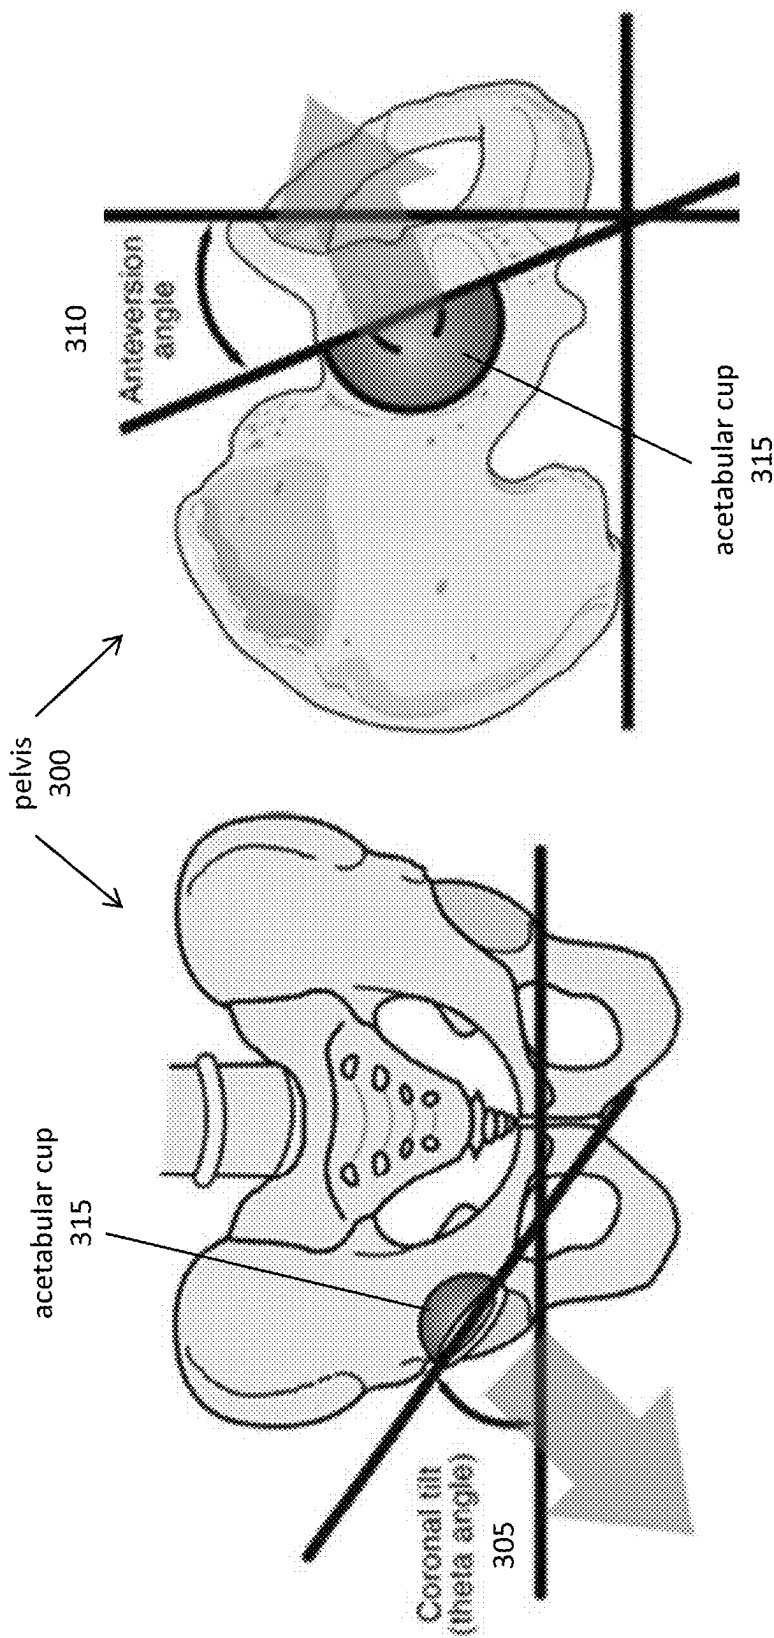 pelvis
300
acetabular cup
315
Coronal tilt
(theta angle)
305
310
Anteversion
angle
acetabular cup
315